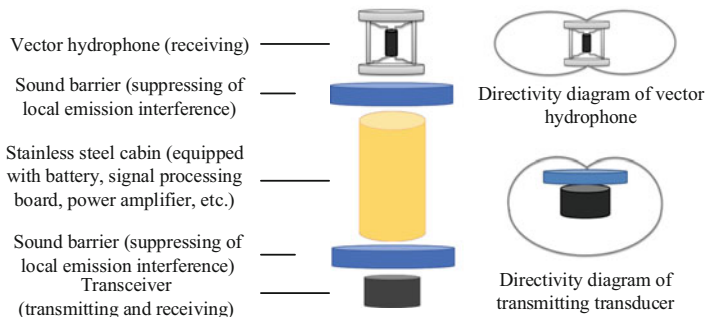 Vector hydrophone (receiving)
Sound barrier (suppressing of
local emission interference)
Stainless steel cabin (equipped
with battery, signal processing
board, power amplifier, etc.)
Sound barrier (suppressing of
local emission interference)
Transceiver
(transmitting and receiving)
Directivity diagram of vector
hydrophone
Directivity diagram of
transmitting transducer